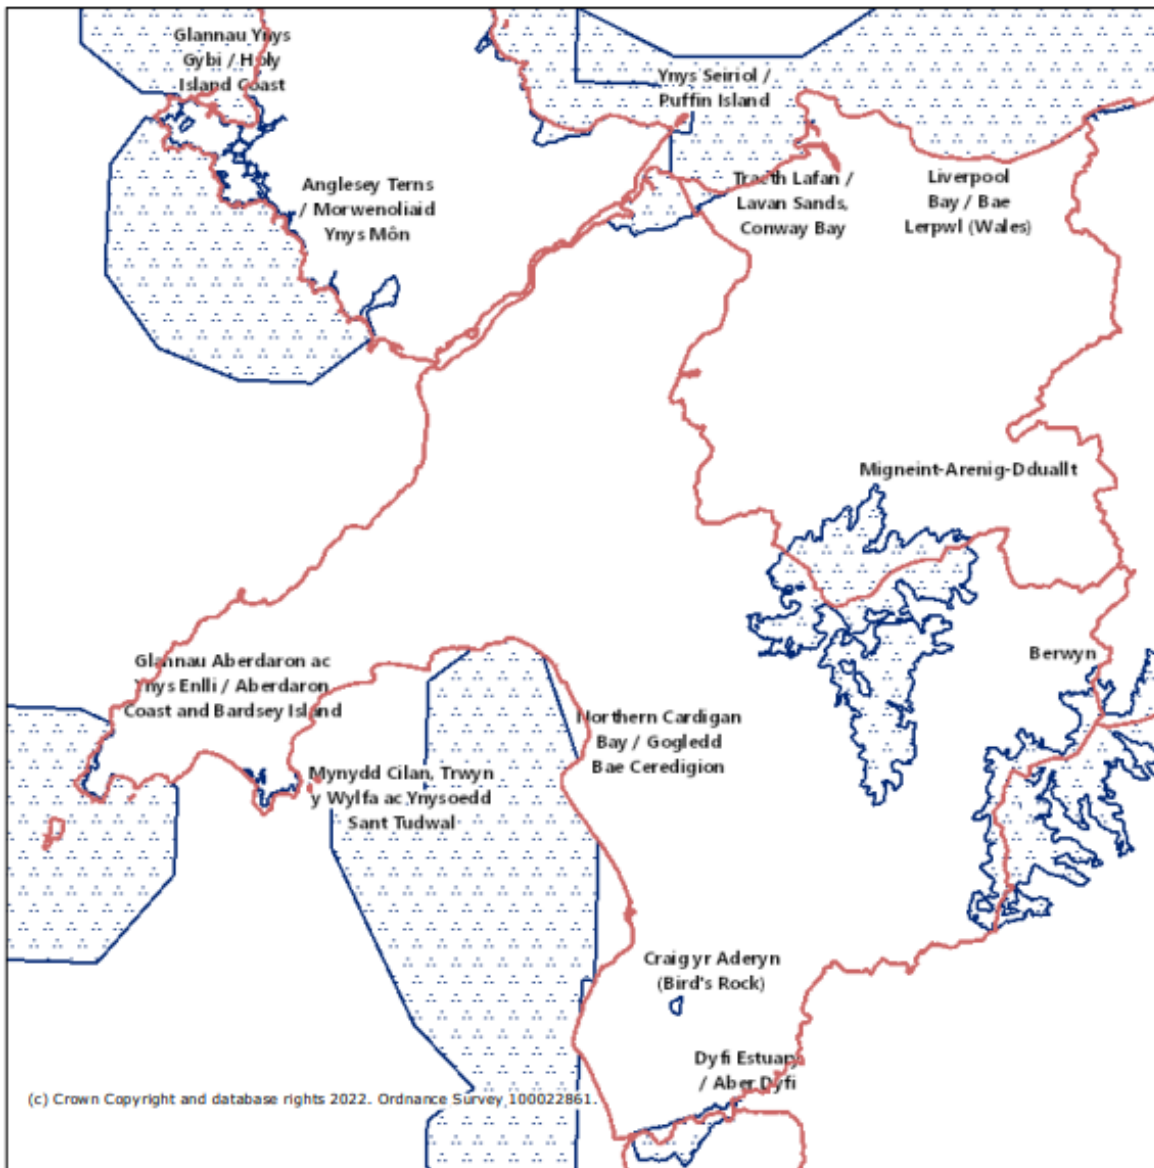 Glannau Ynys
Gybi / Holy
Island Coast
Ynys Seiriol /
Puffin Island
Anglesey Terns
/ Morwenoliaid
Ynys Môn
Traeth Lafan /
Lavan Sands,
Conway Bay
Liverpool
Bay / Bae
Lerpwl (Wales)
Migneint-Arenig-Dduallt
Glannau Aberdaron ac
Ynys Enlli / Aberdaron
Coast and Bardsey Island
Berwyn
Northern Cardigan
Bay / Gogledd
Bae Ceredigion
Mynydd Cilan, Trwyn
y Wylfa ac Ynysoedd
Sant Tudwal
Craig yr Aderyn
(Bird's Rock)
Dyfi Estuary
/ Aber Dyfi
(c) Crown Copyright and database rights 2022. Ordnance Survey 100022861.